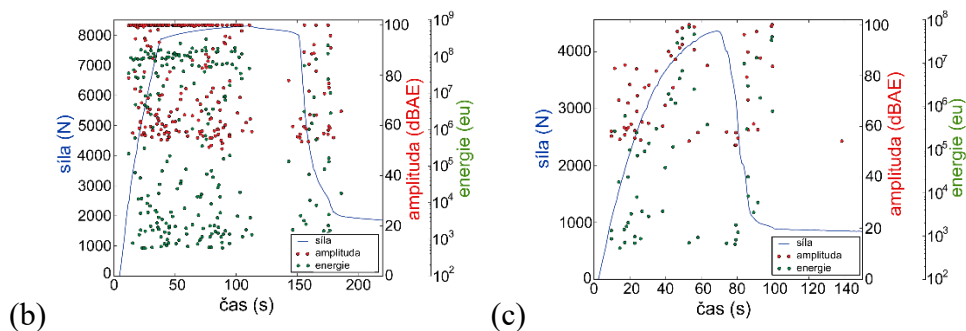 8000
7000
6000
5000
4000
3000
2000
1000
0
síla (N)
0 50 100 150 200
čas (s)
100
80
60
40
20
0
amplituda (dBAE)
10⁹
10⁸
10⁷
10⁶
10⁵
10⁴
10³
10²
energie (eu)
síla
amplituda
energie
(b)
4000
3000
2000
1000
0
síla (N)
0 20 40 60 80 100 120 140
čas (s)
100
80
60
40
20
0
amplituda (dBAE)
10⁸
10⁷
10⁶
10⁵
10⁴
10³
10²
energie (eu)
síla
amplituda
energie
(c)